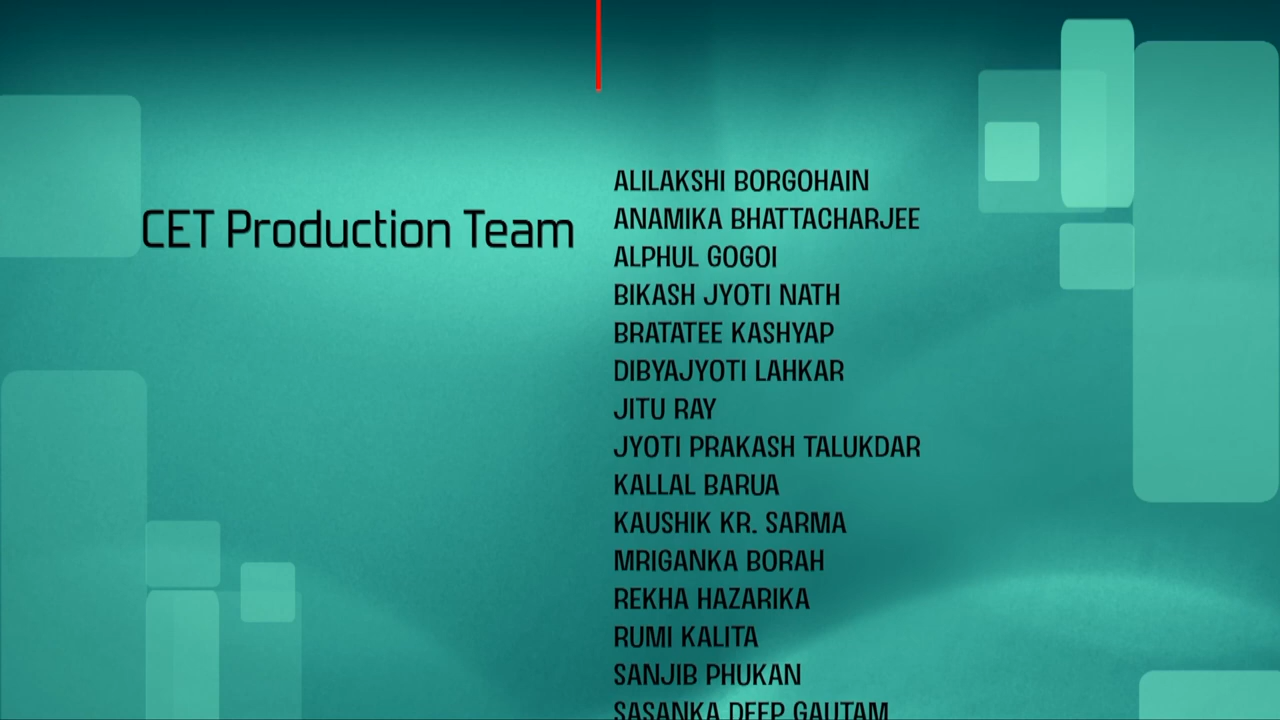 CET Production Team
ALILAKSHI BORGOHAIN
ANAMIKA BHATTACHARJEE
ALPHUL GOGOI
BIKASH JYOTI NATH
BRATATEE KASHYAP
DIBYAJYOTI LAHKAR
JITU RAY
JYOTI PRAKASH TALUKDAR
KALLAL BARUA
KAUSHIK KR. SARMA
MRIGANKA BORAH
REKHA HAZARIKA
RUMI KALITA
SANJIB PHUKAN
SASANKA DEEP GAUTAM